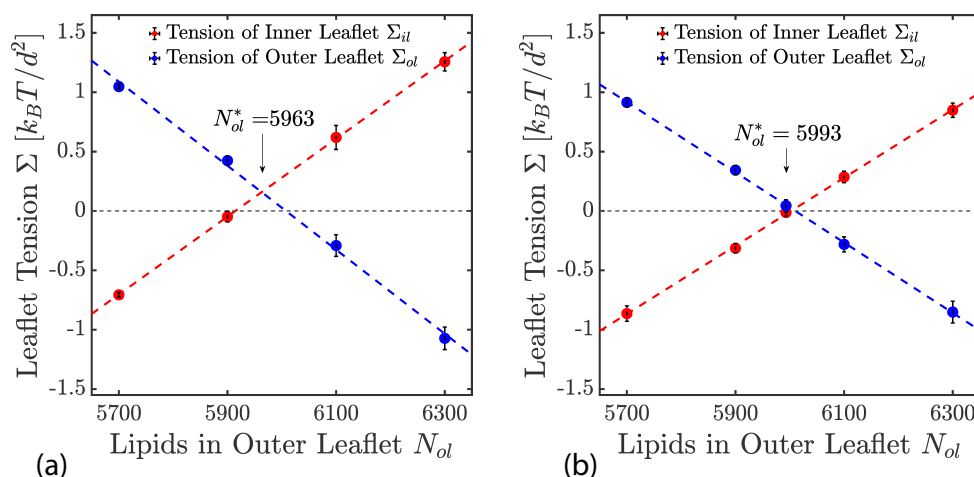 Tension of Inner Leaflet Σ_il
Tension of Outer Leaflet Σ_ol
N*_ol=5963
Leaflet Tension Σ [k_BT/d²]
1.5
1
0.5
0
-0.5
-1
-1.5
5700 5900 6100 6300
Lipids in Outer Leaflet N_ol
(a)
Tension of Inner Leaflet Σ_il
Tension of Outer Leaflet Σ_ol
N*_ol = 5993
Leaflet Tension Σ [k_BT/d²]
1.5
1
0.5
0
-0.5
-1
-1.5
5700 5900 6100 6300
Lipids in Outer Leaflet N_ol
(b)